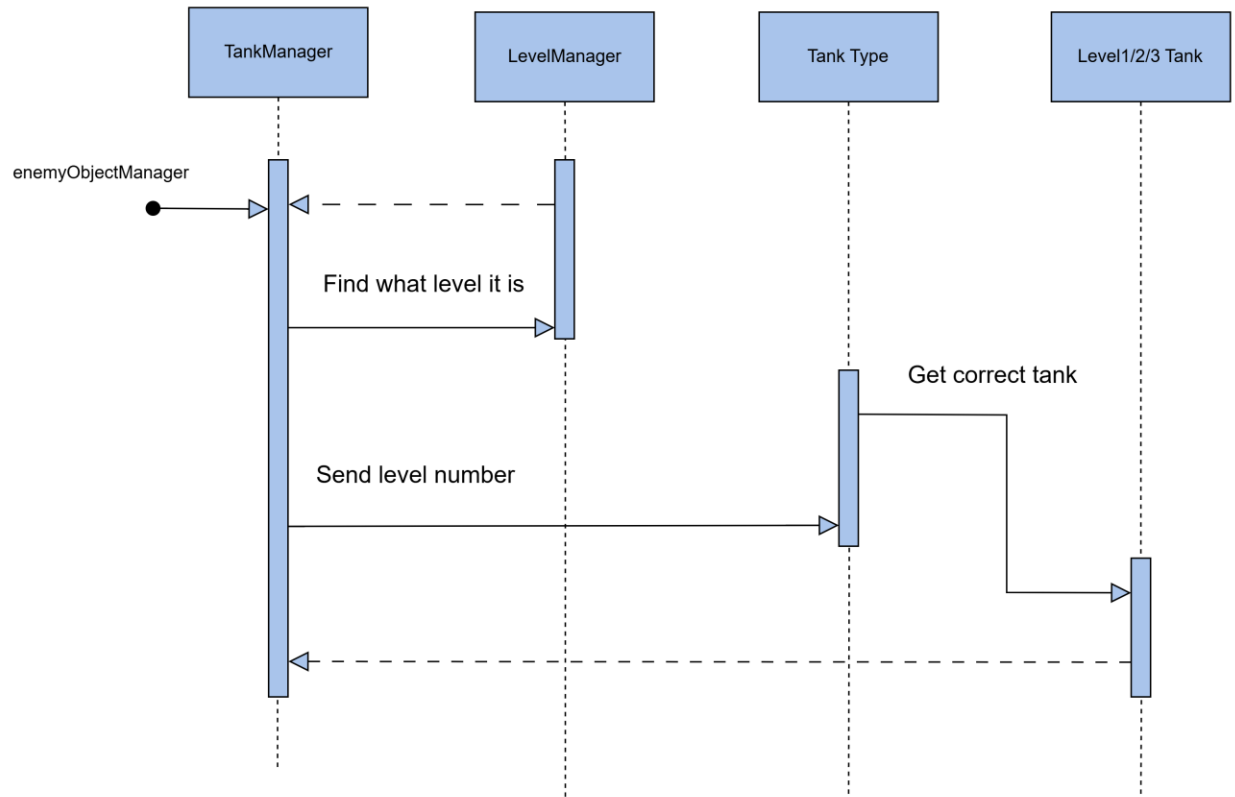 TankManager
LevelManager
Tank Type
Level1/2/3 Tank
enemyObjectManager
Find what level it is
Get correct tank
Send level number